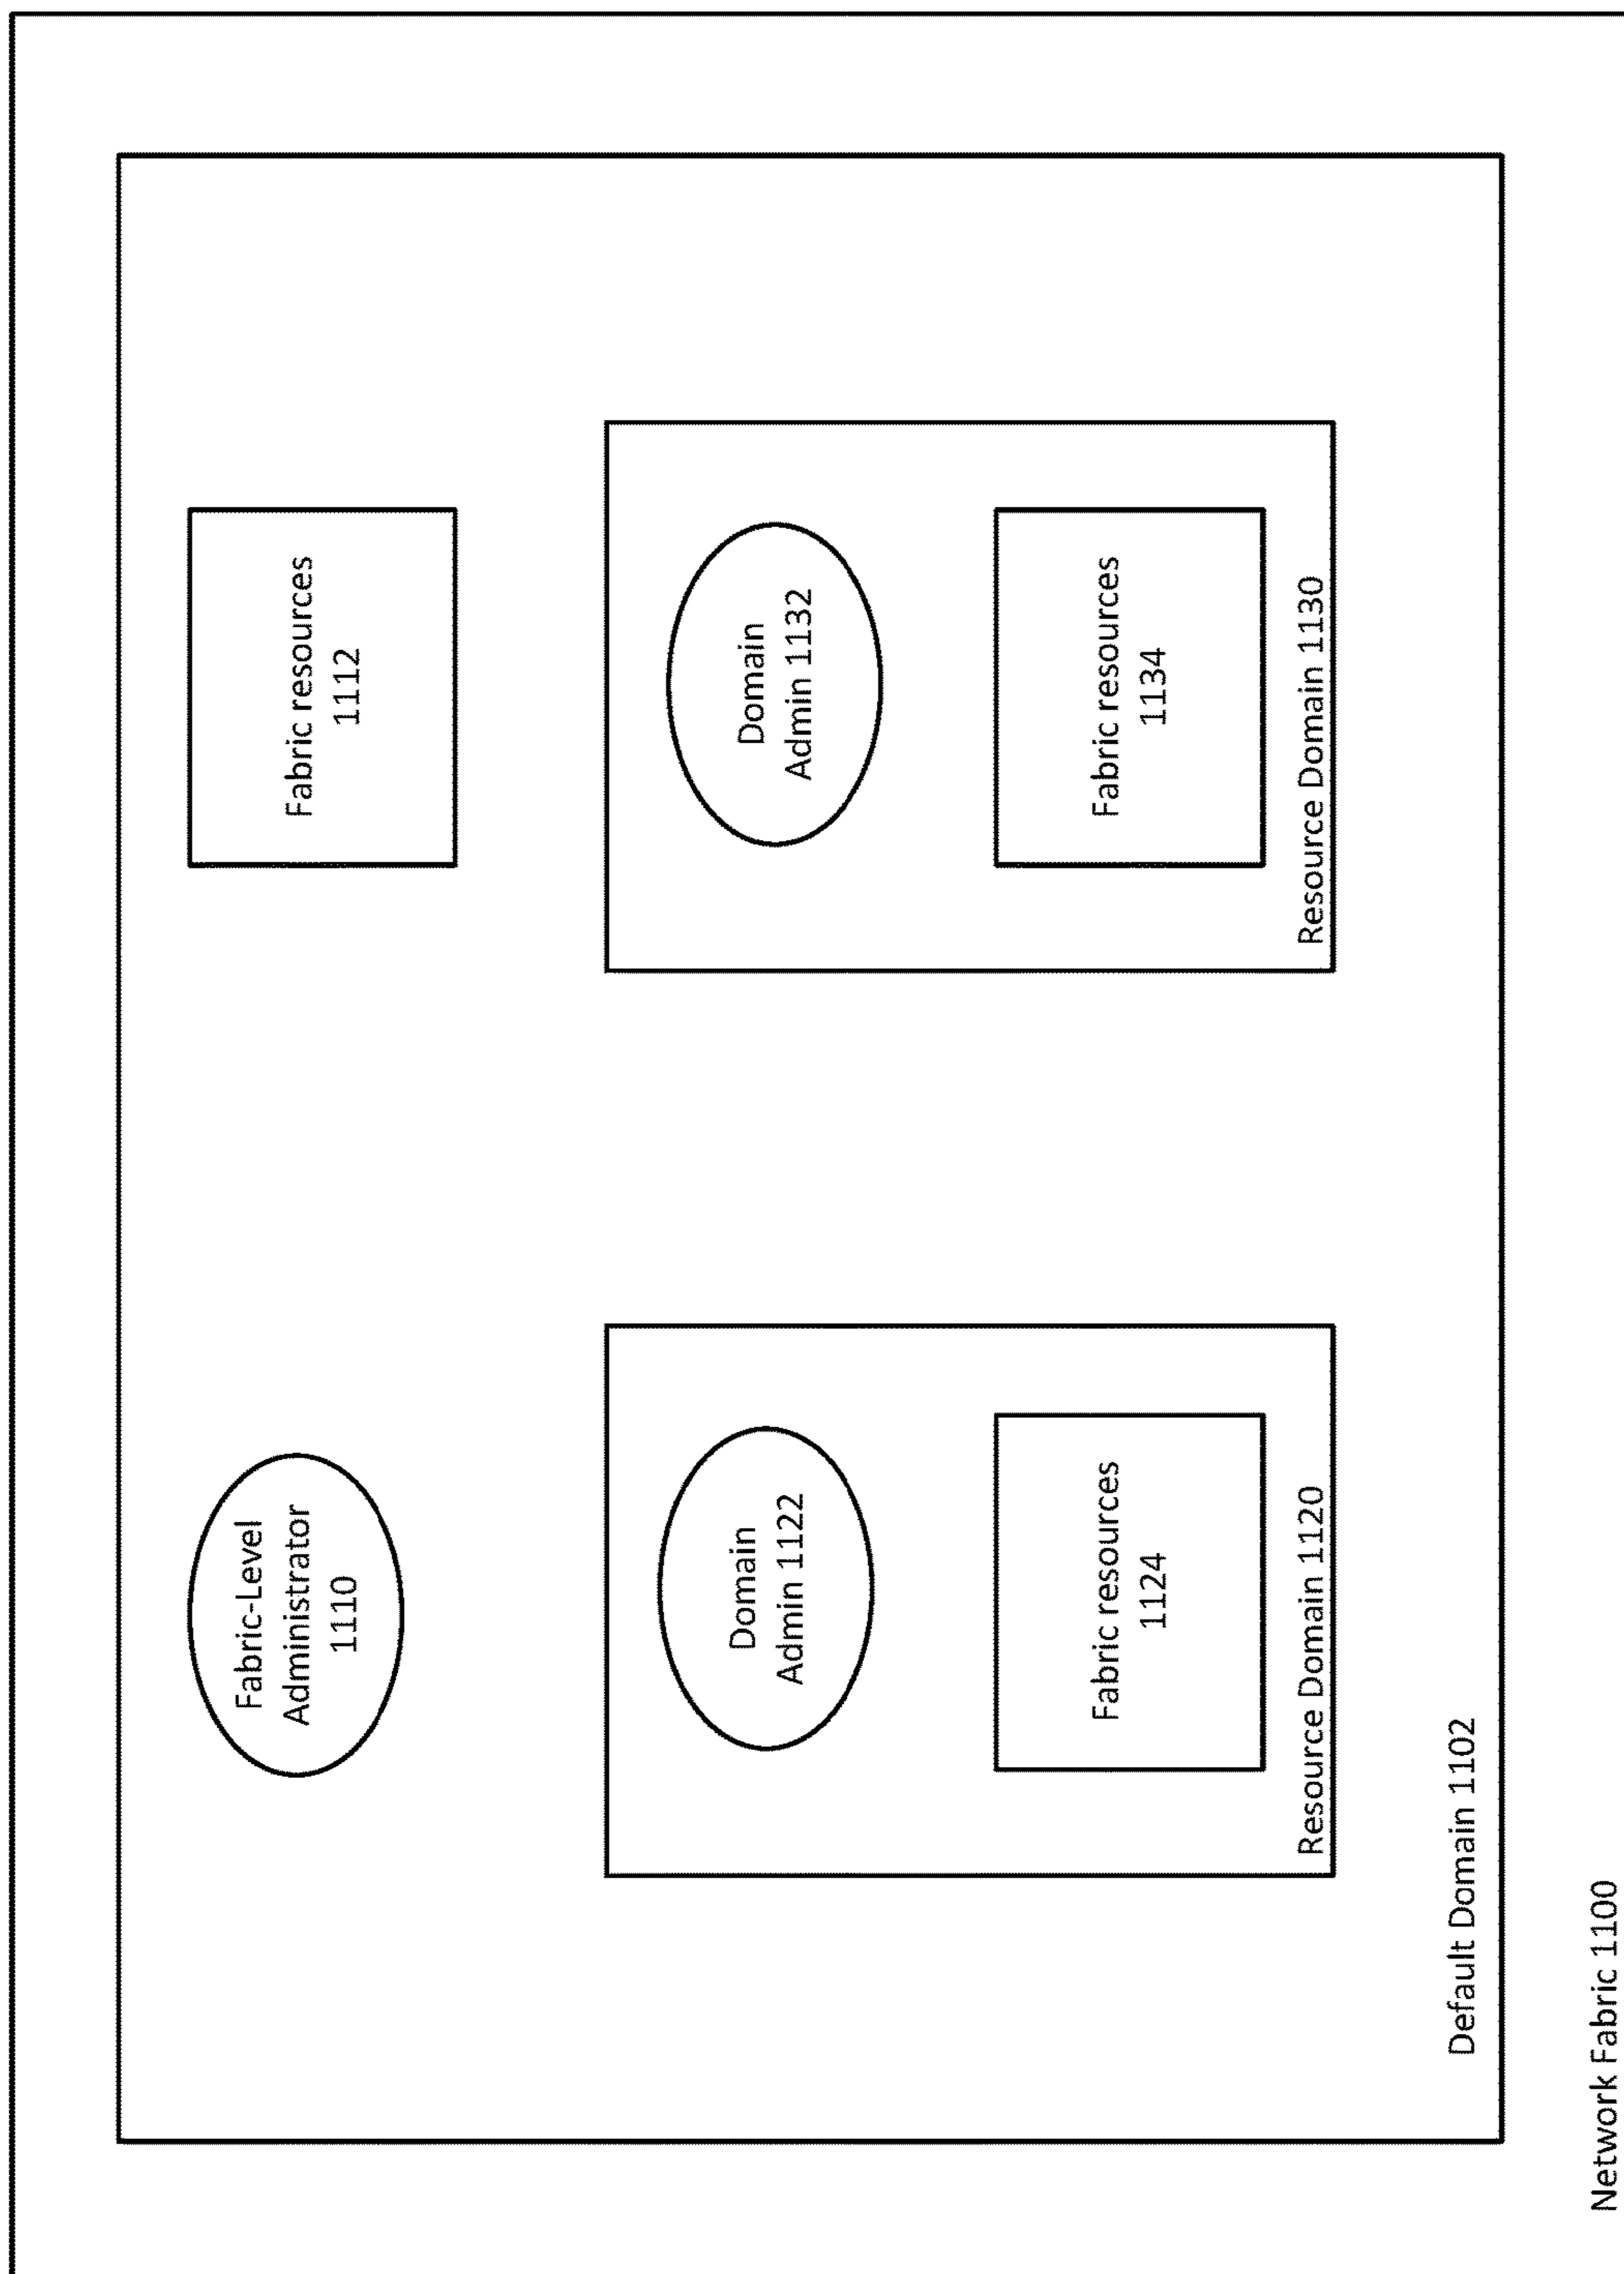 Fabric-Level
Administrator
1110
Fabric resources
1112
Domain
Admin 1122
Fabric resources
1124
Resource Domain 1120
Domain
Admin 1132
Fabric resources
1134
Resource Domain 1130
Default Domain 1102
Network Fabric 1100